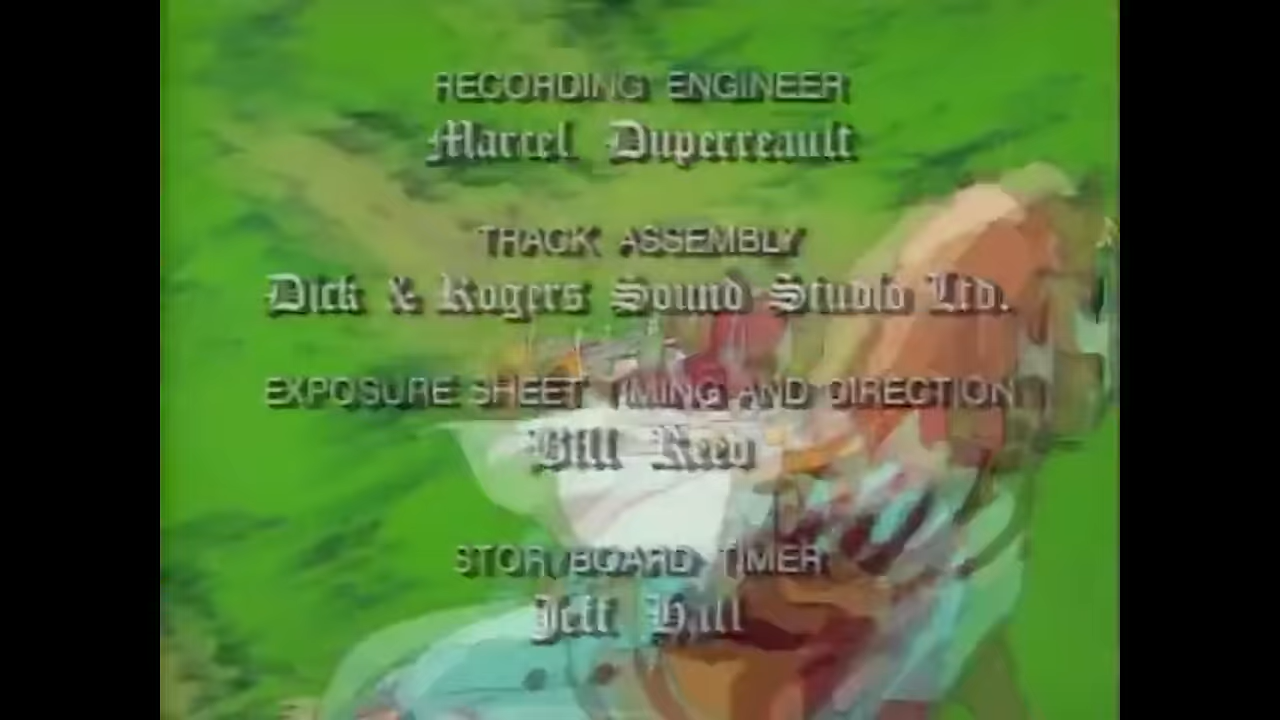 RECORDING ENGINEER
Marcel Duperreault
TRACK ASSEMBLY
Dick & Rogers Sound Studio Ltd.
EXPOSURE SHEET TIMING AND DIRECTION
Bill Reed
STORYBOARD TIMER
Jeff Hall